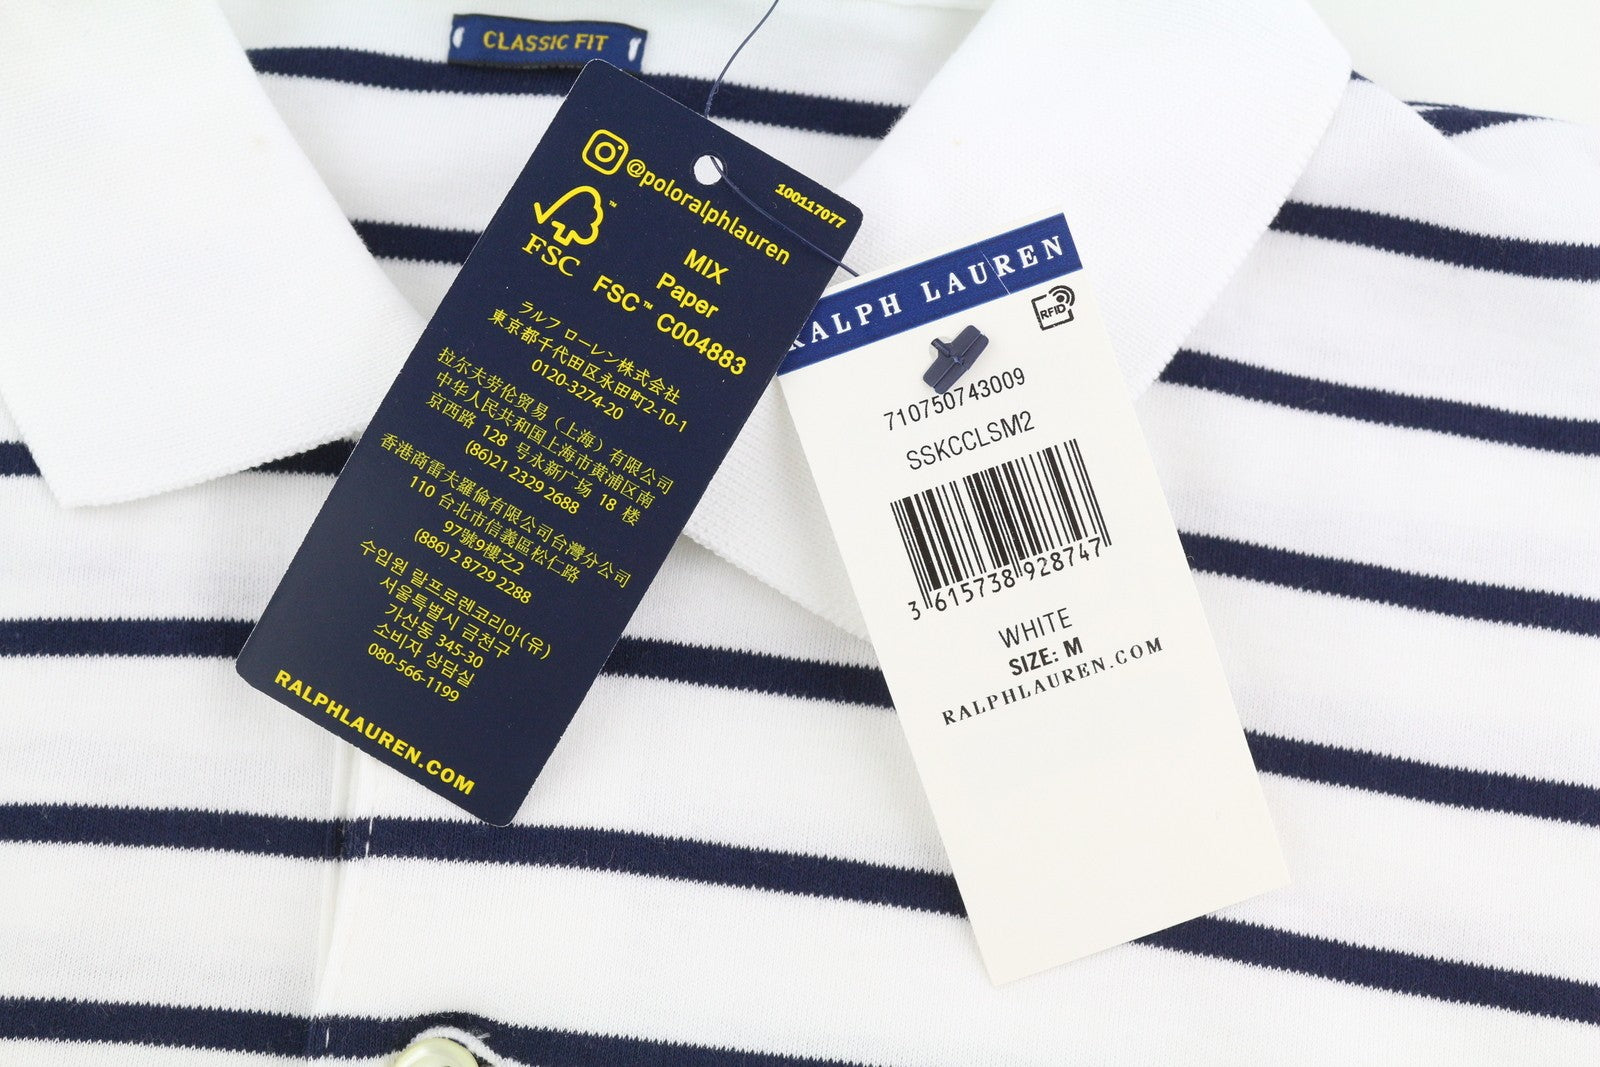 CLASSIC FIT
@poloralphlauren
100117077
FSC
MIX
Paper
FSC™ C004883
ラルフ ローレン株式会社
東京都千代田区永田町2-10-1
0120-3274-20
拉尔夫劳伦贸易（上海）有限公司
中华人民共和国上海市黄浦区南
京西路 128 号永新广场 18 楼
(86)21 2329 2688
香港商雷夫羅倫有限公司台灣分公司
110 台北市信義區松仁路
97號9樓之2
(886) 2 8729 2288
수입원 랄프로렌코리아(유)
서울특별시 금천구
가산동 345-30
소비자 상담실
080-566-1199
RALPHLAUREN.COM
RALPH LAUREN
RFID
710750743009
SSKCCLSM2
3 615738 928747
WHITE
SIZE: M
RALPHLAUREN.COM